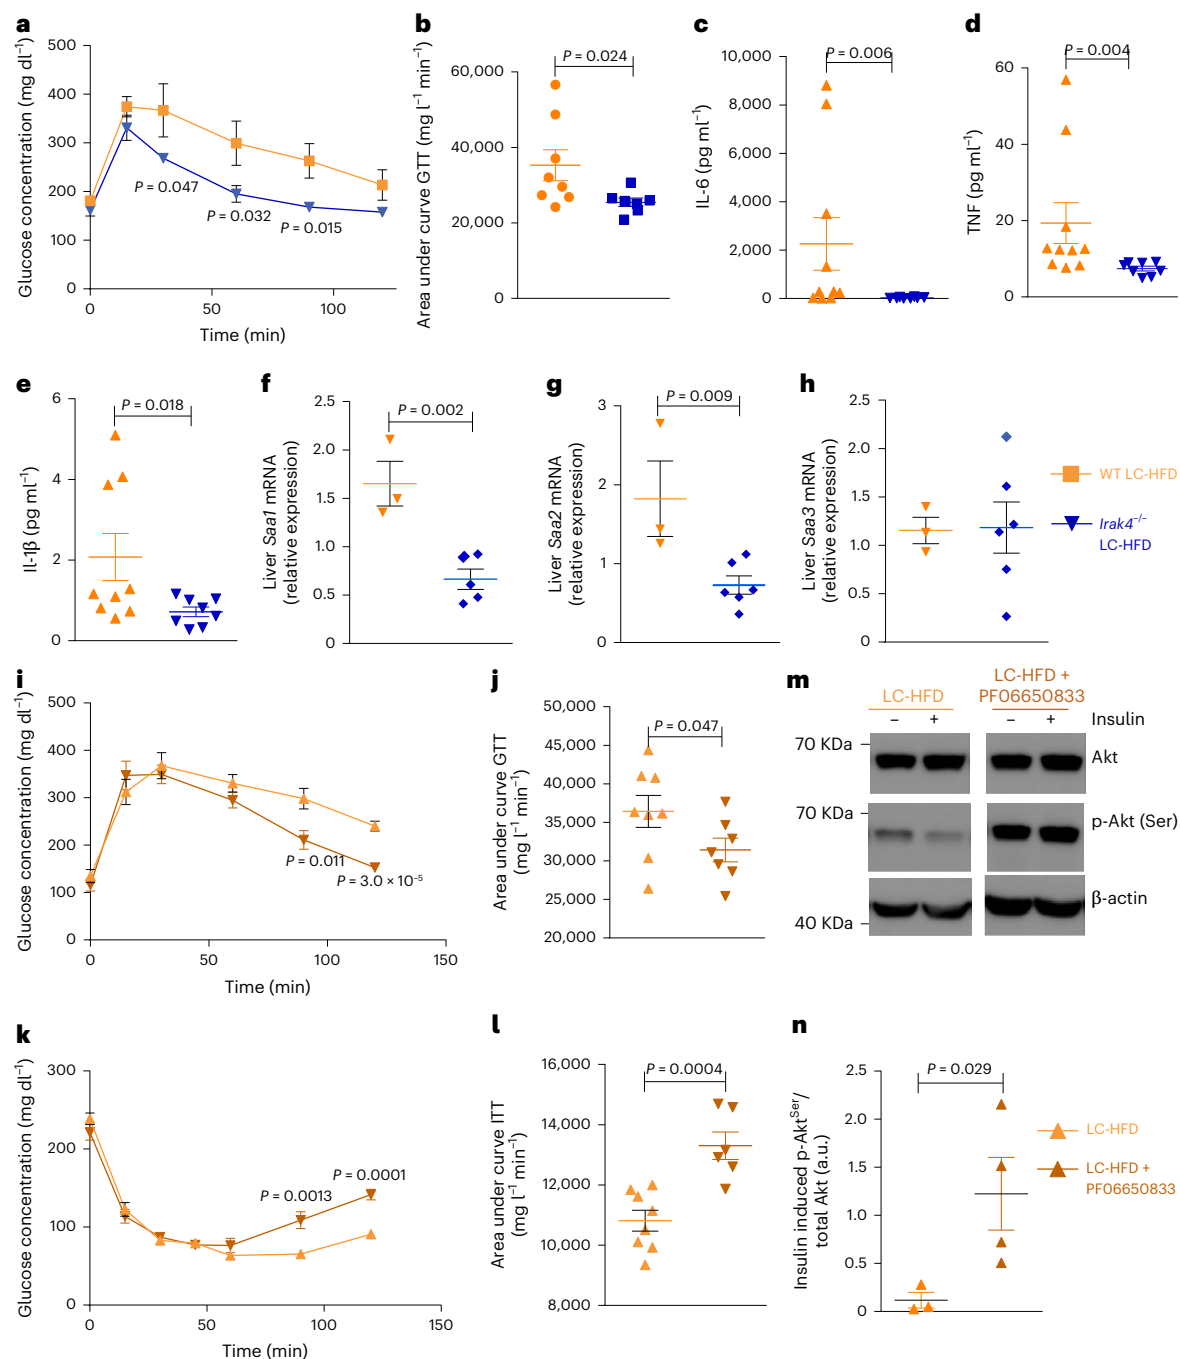 a
Glucose concentration (mg dl⁻¹)
500
400
300
200
100
0
P = 0.047
P = 0.032
P = 0.015
0
50
100
Time (min)
b
Area under curve GTT (mg l⁻¹ min⁻¹)
60,000
40,000
20,000
0
P = 0.024
c
IL-6 (pg ml⁻¹)
10,000
8,000
6,000
4,000
2,000
0
P = 0.006
d
TNF (pg ml⁻¹)
60
40
20
0
P = 0.004
e
Il-1β (pg ml⁻¹)
6
4
2
0
P = 0.018
f
Liver Saa1 mRNA
(relative expression)
2.5
2.0
1.5
1.0
0.5
0
P = 0.002
g
Liver Saa2 mRNA
(relative expression)
3
2
1
0
P = 0.009
h
Liver Saa3 mRNA
(relative expression)
2.5
2.0
1.5
1.0
0.5
0
WT LC-HFD
Irak4⁻/⁻
LC-HFD
i
Glucose concentration (mg dl⁻¹)
500
400
300
200
100
0
P = 0.011
P = 3.0 × 10⁻⁵
0
50
100
150
Time (min)
j
Area under curve GTT
(mg l⁻¹ min⁻¹)
50,000
45,000
40,000
35,000
30,000
25,000
20,000
P = 0.047
m
LC-HFD
LC-HFD +
PF06650833
– + – + Insulin
70 KDa
Akt
70 KDa
p-Akt (Ser)
β-actin
40 KDa
k
Glucose concentration (mg dl⁻¹)
300
200
100
0
P = 0.0013
P = 0.0001
0
50
100
150
Time (min)
l
Area under curve ITT
(mg l⁻¹ min⁻¹)
16,000
14,000
12,000
10,000
8,000
P = 0.0004
n
Insulin induced p-Aktˢᵉʳ/
total Akt (a.u.)
2.5
2.0
1.5
1.0
0.5
0
P = 0.029
LC-HFD
LC-HFD +
PF06650833